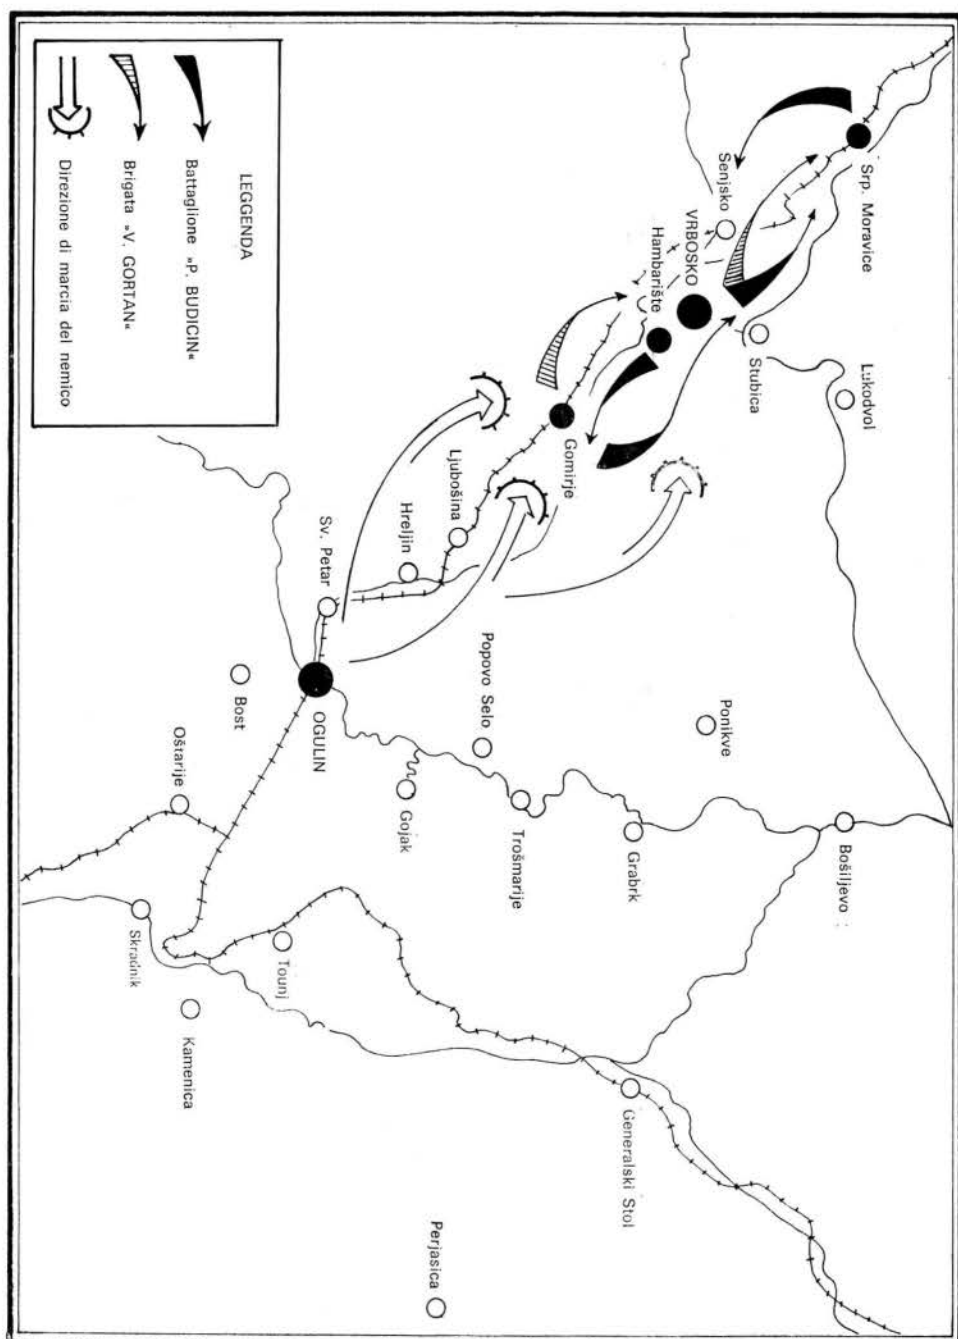 LEGGENDA
Battaglione »P. BUDICIN«
Brigata »V. GORTAN«
Direzione di marcia del nemico
Srp. Moravice
Senjsko
VRBOSKO
Hambarište
Stubica
Lukodvol
Gomirje
Ljubošina
Hreljin
Sv. Petar
OGULIN
Bost
Oštarije
Popovo Selo
Ponikve
Gojak
Trošmarije
Grabrk
Bošiljevo :
Skradnik
Tounj
Kamenica
Generalski Stol
Perjasica